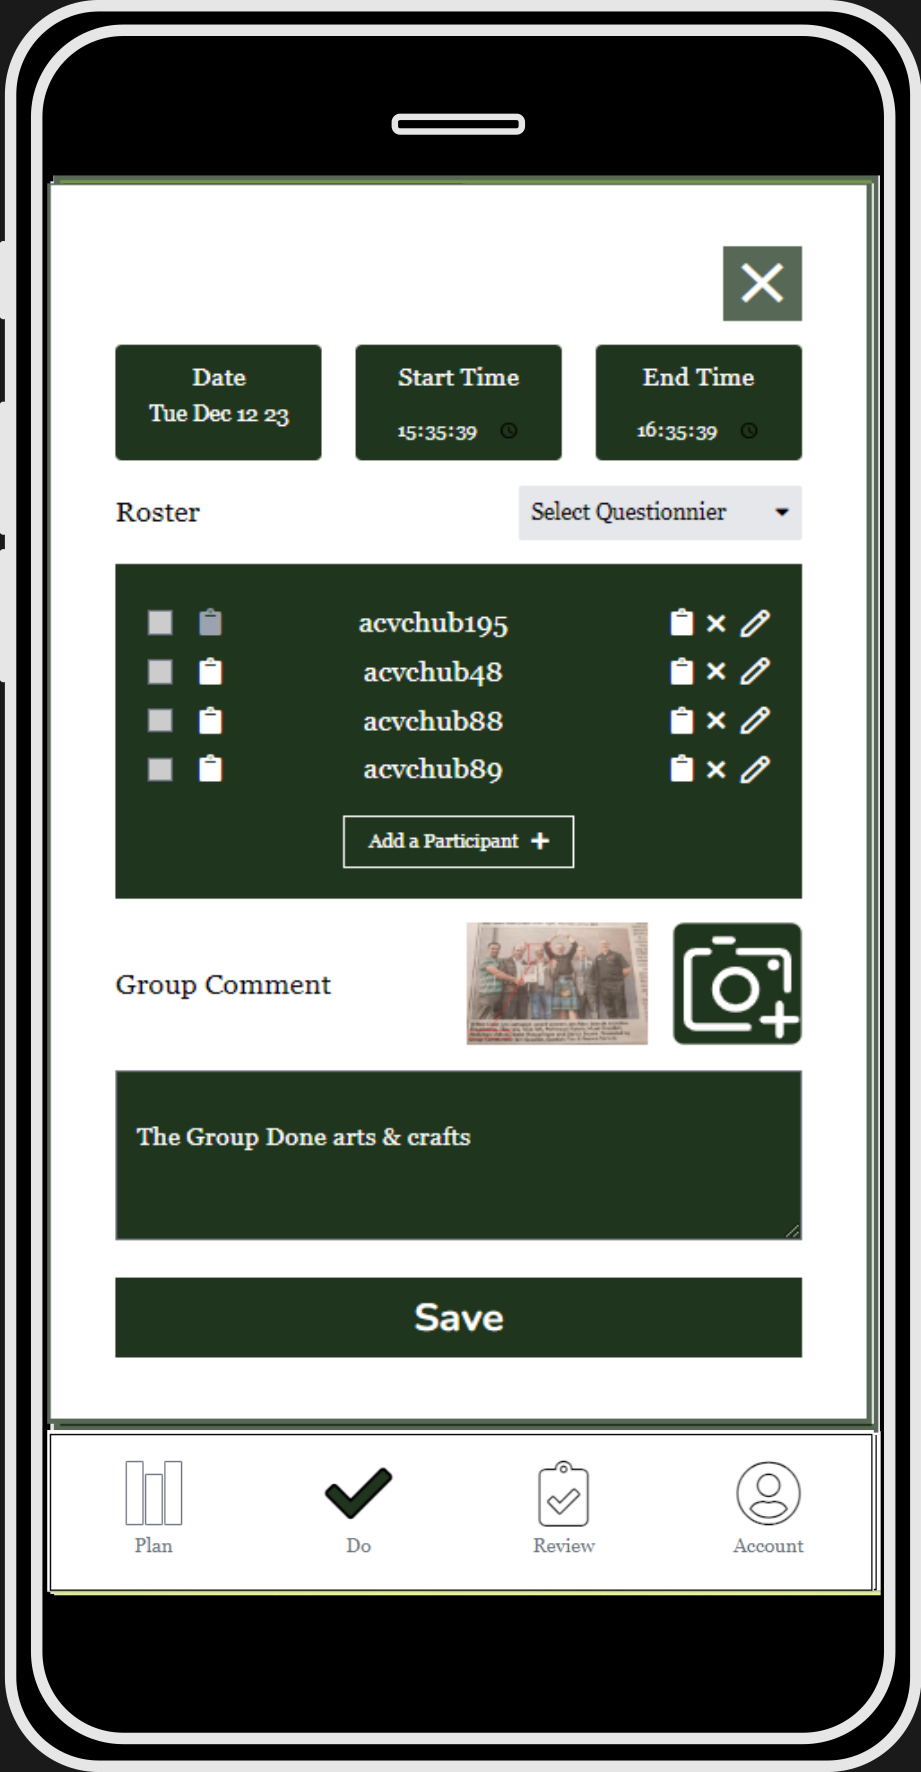 Date
Tue Dec 12 23
Start Time
15:35:39
End Time
16:35:39
Roster
Select Questionnier
acvchub195
acvchub48
acvchub88
acvchub89
Add a Participant
Group Comment
The Group Done arts & crafts
Save
Plan
Do
Review
Account